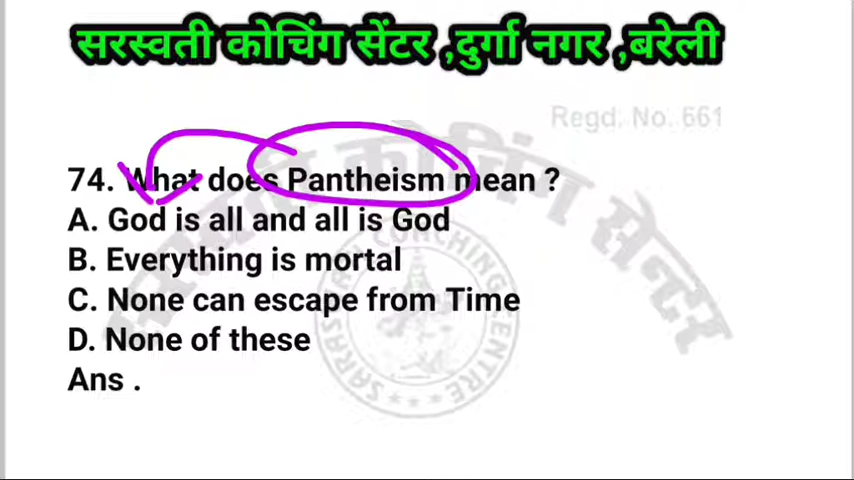 सरस्वती कोचिंग सेंटर ,दुर्गा नगर ,बरेली
Regd. No. 661
74. What does Pantheism mean ?
A. God is all and all is God
B. Everything is mortal
C. None can escape from Time
D. None of these
Ans .